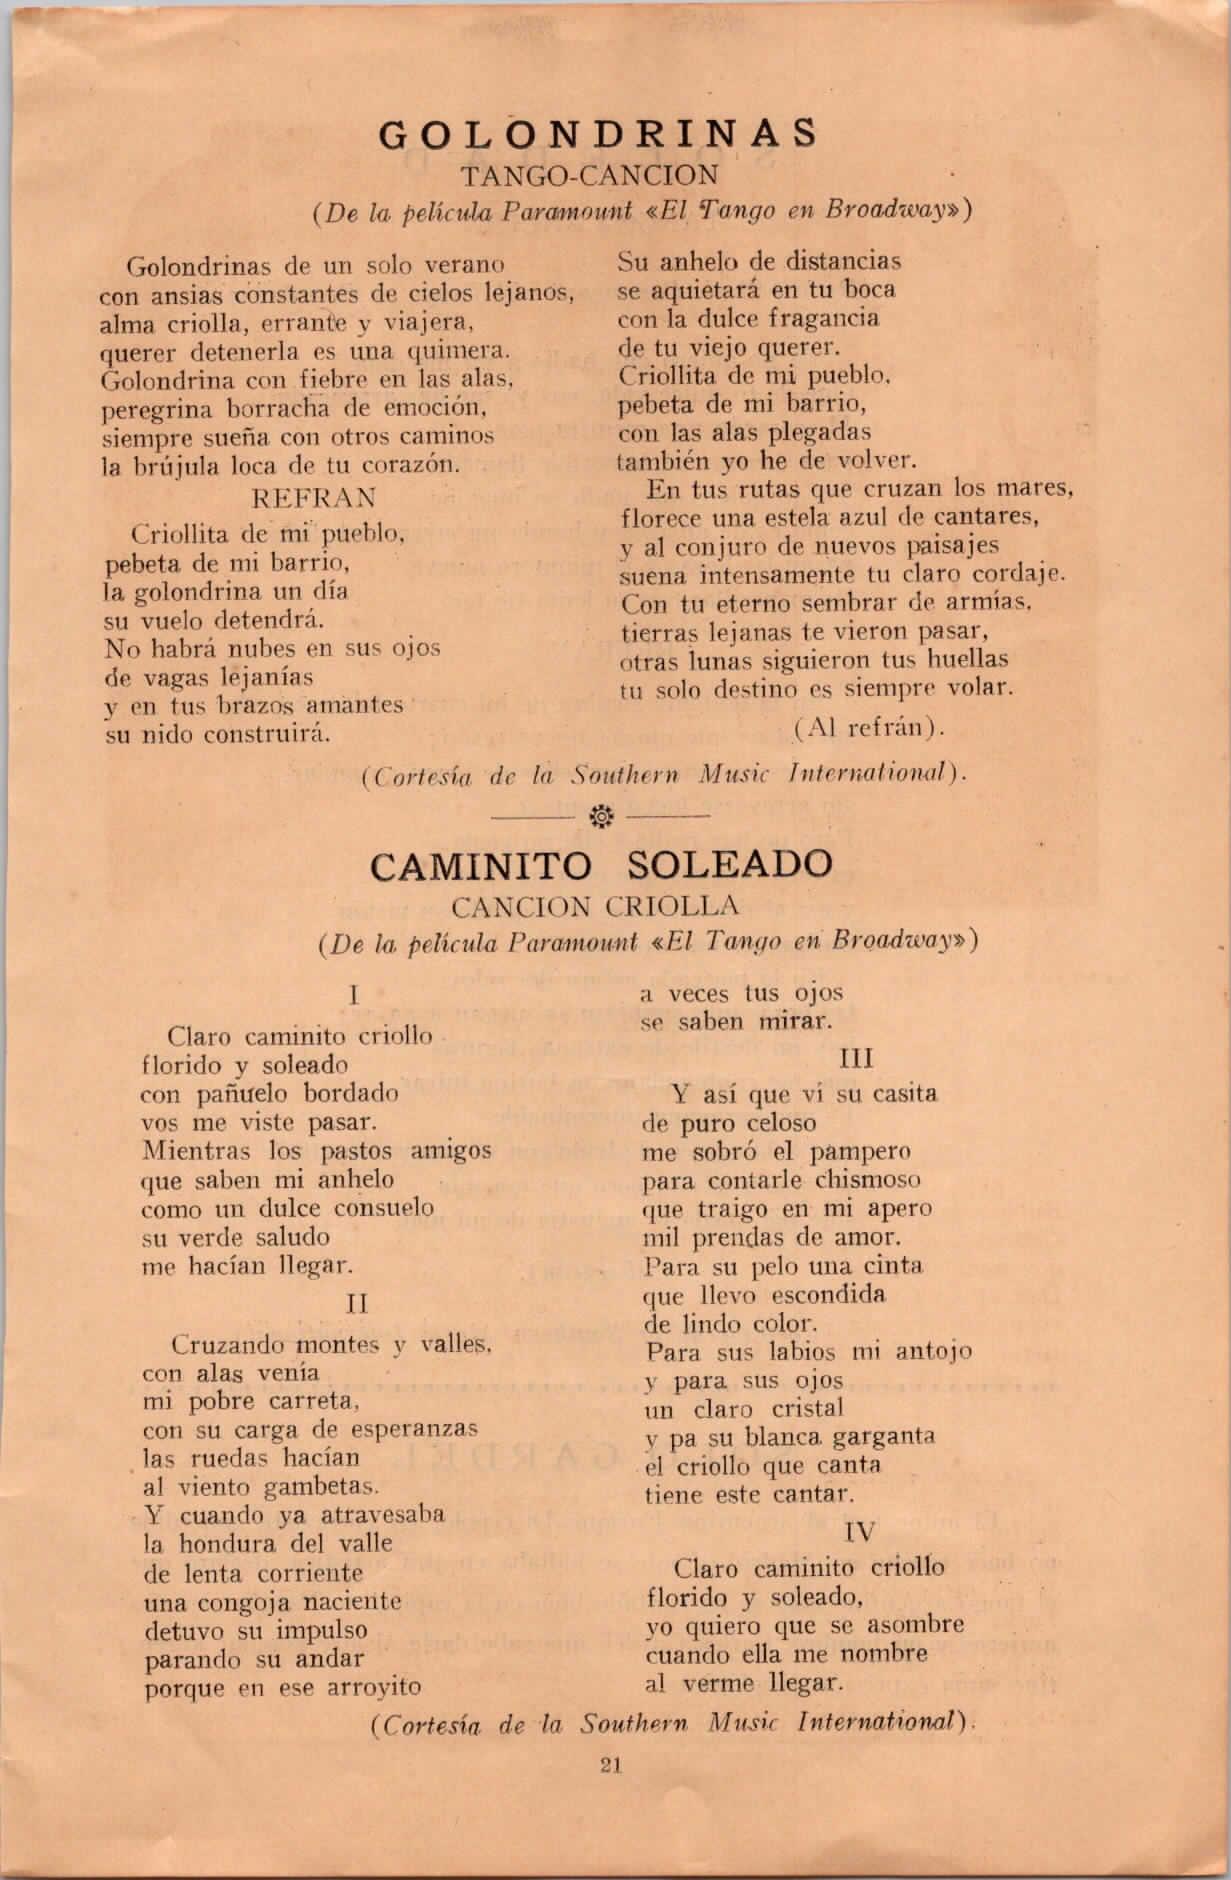 GOLONDRINAS
TANGO-CANCION
(De la película Paramount «El Tango en Broadway»)
Golondrinas de un solo verano
con ansias constantes de cielos lejanos,
alma criolla, errante y viajera,
querer detenerla es una quimera.
Golondrina con fiebre en las alas,
peregrina borracha de emoción,
siempre sueña con otros caminos
la brújula loca de tu corazón.
REFRAN
Criollita de mi pueblo,
pebeta de mi barrio,
la golondrina un día
su vuelo detendrá.
No habrá nubes en sus ojos
de vagas lejanías
y en tus brazos amantes
su nido construirá.
Su anhelo de distancias
se aquietará en tu boca
con la dulce fragancia
de tu viejo querer.
Criollita de mi pueblo,
pebeta de mi barrio,
con las alas plegadas
también yo he de volver.
En tus rutas que cruzan los mares,
florece una estela azul de cantares,
y al conjuro de nuevos paisajes
suena intensamente tu claro cordaje.
Con tu eterno sembrar de armías,
tierras lejanas te vieron pasar,
otras lunas siguieron tus huellas
tu solo destino es siempre volar.
(Al refrán).
(Cortesía de la Southern Music International).
CAMINITO SOLEADO
CANCION CRIOLLA
(De la película Paramount «El Tango en Broadway»)
I
Claro caminito criollo
florido y soleado
con pañuelo bordado
vos me viste pasar.
Mientras los pastos amigos
que saben mi anhelo
como un dulce consuelo
su verde saludo
me hacían llegar.
II
Cruzando montes y valles,
con alas venía
mi pobre carreta,
con su carga de esperanzas
las ruedas hacían
al viento gambetas.
Y cuando ya atravesaba
la hondura del valle
de lenta corriente
una congoja naciente
detuvo su impulso
parando su andar
porque en ese arroyito
a veces tus ojos
se saben mirar.
III
Y así que ví su casita
de puro celoso
me sobró el pampero
para contarle chismoso
que traigo en mi apero
mil prendas de amor.
Para su pelo una cinta
que llevo escondida
de lindo color.
Para sus labios mi antojo
y para sus ojos
un claro cristal
y pa su blanca garganta
el criollo que canta
tiene este cantar.
IV
Claro caminito criollo
florido y soleado,
yo quiero que se asombre
cuando ella me nombre
al verme llegar.
(Cortesía de la Southern Music International).
21